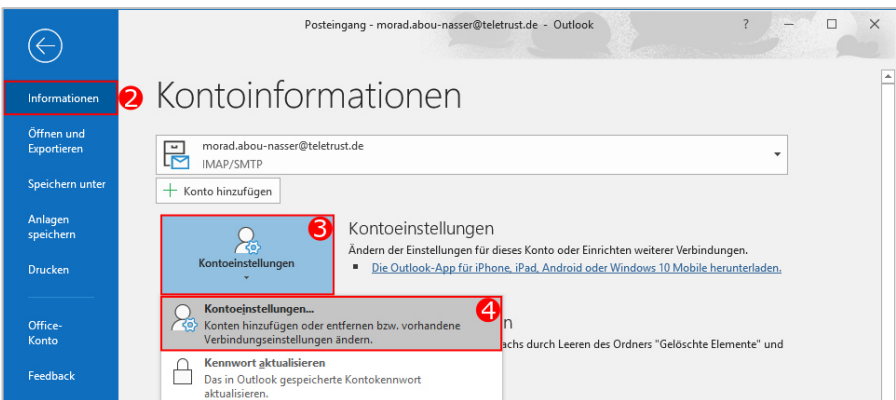 Posteingang - morad.abou-nasser@teletrust.de - Outlook
?
Informationen
2
Kontoinformationen
Öffnen und
Exportieren
Speichern unter
Anlagen
speichern
Drucken
Office-
Konto
Feedback
morad.abou-nasser@teletrust.de
IMAP/SMTP
Konto hinzufügen
3
Kontoeinstellungen
Kontoeinstellungen
Ändern der Einstellungen für dieses Konto oder Einrichten weiterer Verbindungen.
Die Outlook-App für iPhone, iPad, Android oder Windows 10 Mobile herunterladen.
Kontoeinstellungen...
4
Konten hinzufügen oder entfernen bzw. vorhandene
Verbindungseinstellungen ändern.
n
achs durch Leeren des Ordners "Gelöschte Elemente" und
Kennwort aktualisieren
Das in Outlook gespeicherte Kontokennwort
aktualisieren.